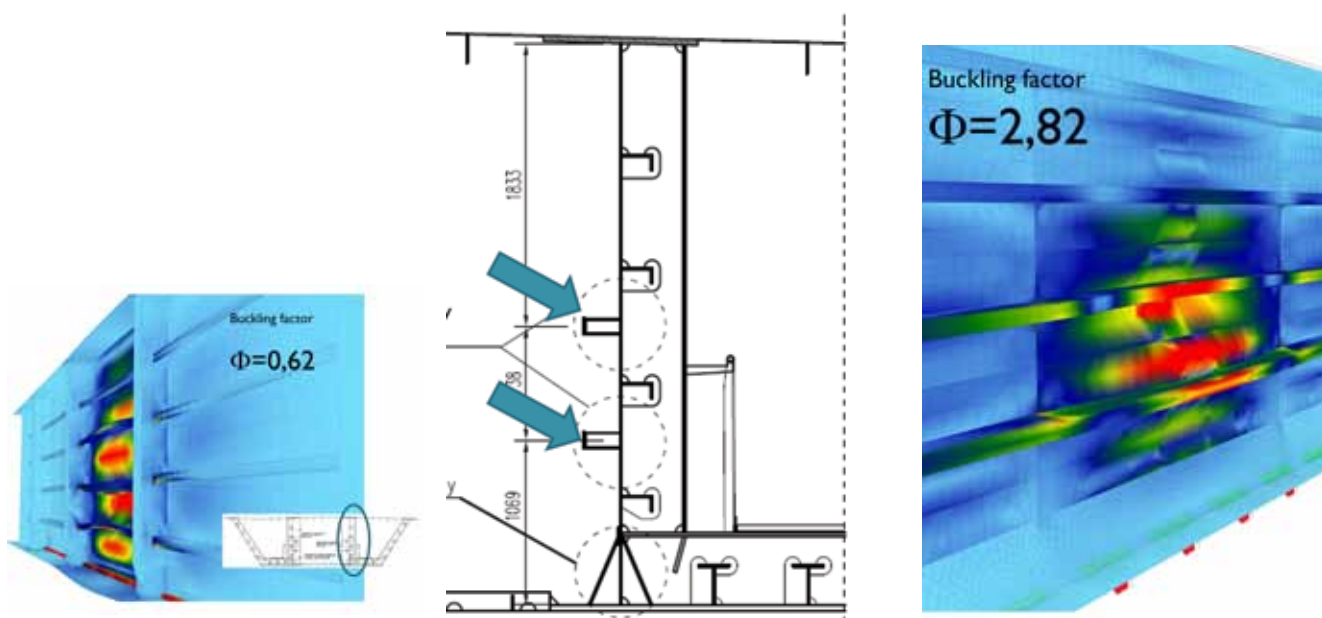 Buckling factor
Φ=0,62
1833
38
1069
y
Buckling factor
Φ=2,82